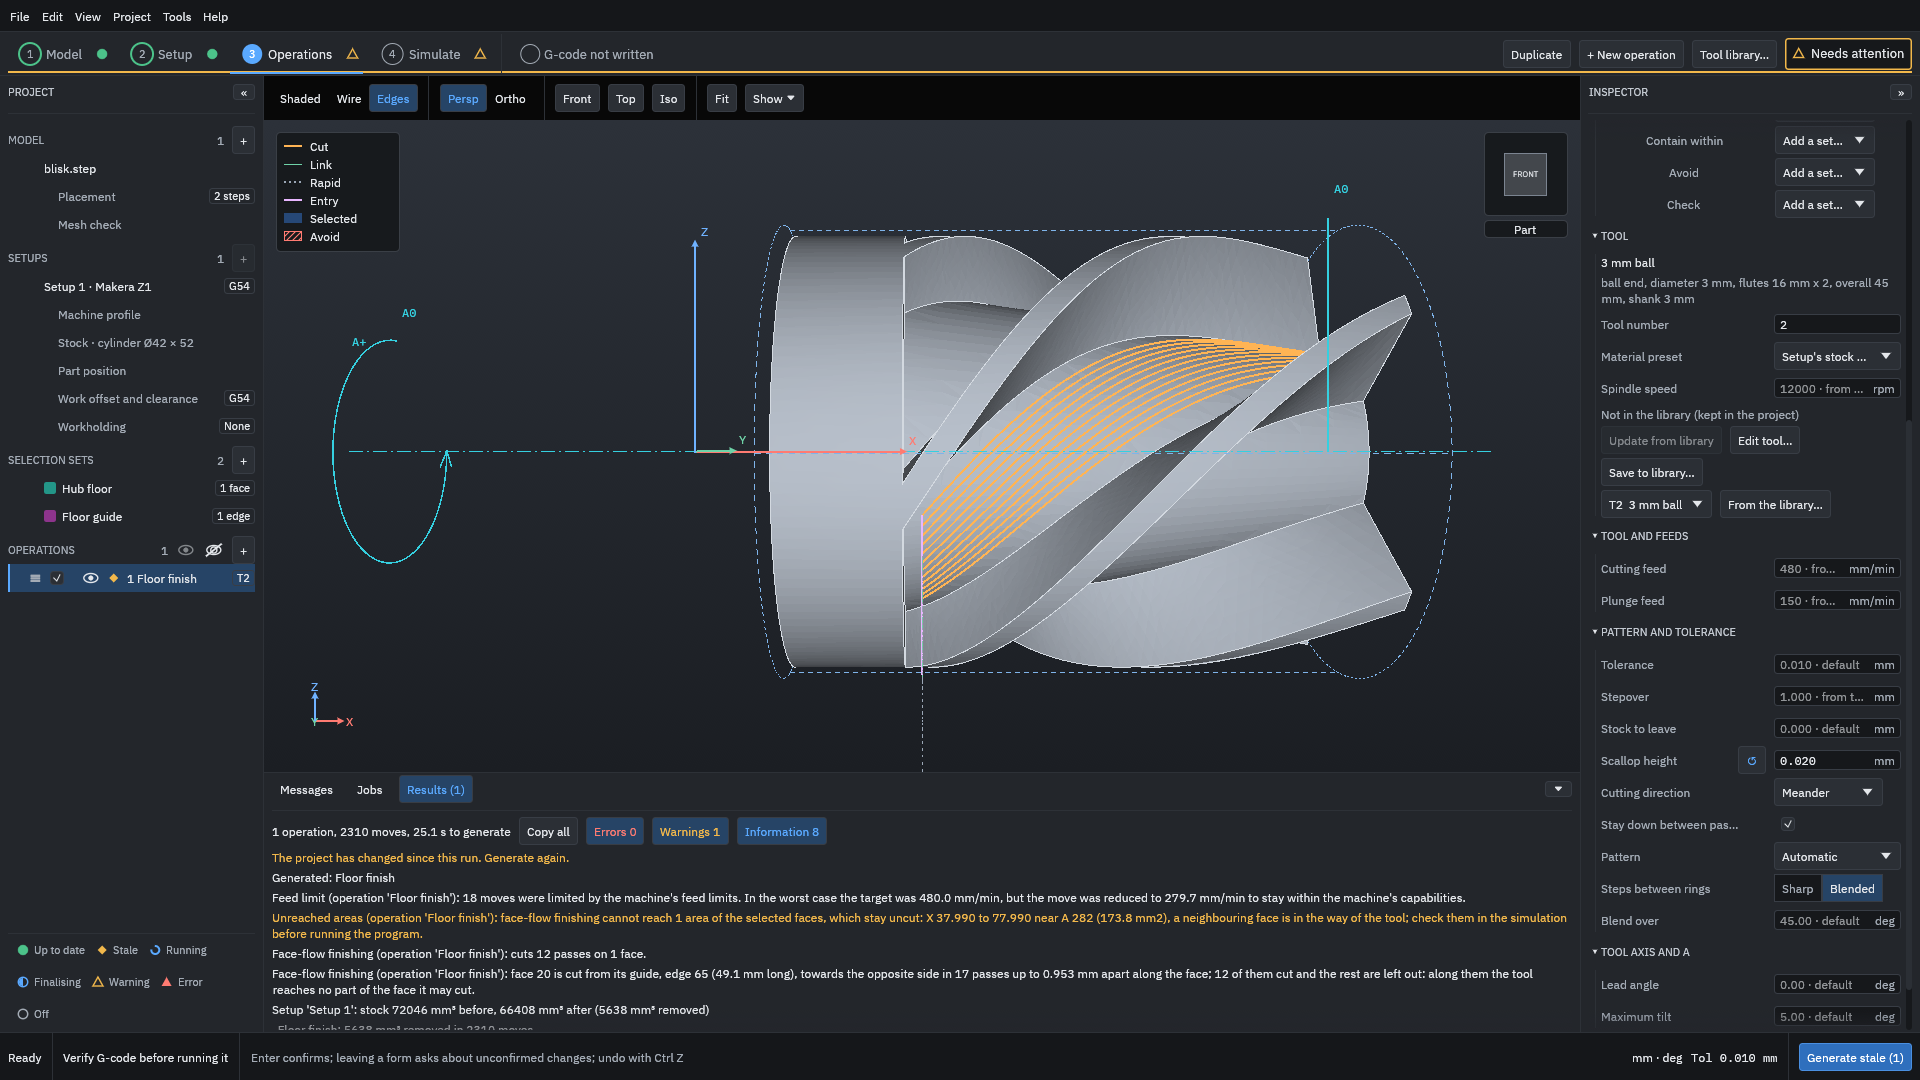 File Edit View Project Tools Help
1 Model 2 Setup 3 Operations 4 Simulate G-code not written Duplicate + New operation Tool library... Needs attention
PROJECT «
MODEL 1 +
blisk.step
Placement 2 steps
Mesh check
SETUPS 1 +
Setup 1 · Makera Z1 G54
Machine profile
Stock · cylinder Ø42 × 52
Part position
Work offset and clearance G54
Workholding None
SELECTION SETS 2 +
Hub floor 1 face
Floor guide 1 edge
OPERATIONS 1 +
1 Floor finish T2
Up to date Stale Running
Finalising Warning Error
Off
Shaded Wire Edges Persp Ortho Front Top Iso Fit Show
Cut
Link
Rapid
Entry
Selected
Avoid
A0
A+
Z
Y
X
A0
FRONT
Part
Z
Y X
Messages Jobs Results (1)
1 operation, 2310 moves, 25.1 s to generate Copy all Errors 0 Warnings 1 Information 8
The project has changed since this run. Generate again.
Generated: Floor finish
Feed limit (operation 'Floor finish'): 18 moves were limited by the machine's feed limits. In the worst case the target was 480.0 mm/min, but the move was reduced to 279.7 mm/min to stay within the machine's capabilities.
Unreached areas (operation 'Floor finish'): face-flow finishing cannot reach 1 area of the selected faces, which stay uncut: X 37.990 to 77.990 near A 282 (173.8 mm2), a neighbouring face is in the way of the tool; check them in the simulation
before running the program.
Face-flow finishing (operation 'Floor finish'): cuts 12 passes on 1 face.
Face-flow finishing (operation 'Floor finish'): face 20 is cut from its guide, edge 65 (49.1 mm long), towards the opposite side in 17 passes up to 0.953 mm apart along the face; 12 of them cut and the rest are left out: along them the tool
reaches no part of the face it may cut.
Setup 'Setup 1': stock 72046 mm³ before, 66408 mm³ after (5638 mm³ removed)
Floor finish: 5638 mm³ removed in 2310 moves
INSPECTOR »
Contain within Add a set...
Avoid Add a set...
Check Add a set...
TOOL
3 mm ball
ball end, diameter 3 mm, flutes 16 mm x 2, overall 45
mm, shank 3 mm
Tool number 2
Material preset Setup's stock ...
Spindle speed 12000 · from ... rpm
Not in the library (kept in the project)
Update from library Edit tool...
Save to library...
T2 3 mm ball From the library...
TOOL AND FEEDS
Cutting feed 480 · fro... mm/min
Plunge feed 150 · fro... mm/min
PATTERN AND TOLERANCE
Tolerance 0.010 · default mm
Stepover 1.000 · from t... mm
Stock to leave 0.000 · default mm
Scallop height 0.020 mm
Cutting direction Meander
Stay down between pas...
Pattern Automatic
Steps between rings Sharp Blended
Blend over 45.00 · default deg
TOOL AXIS AND A
Lead angle 0.00 · default deg
Maximum tilt 5.00 · default deg
Ready Verify G-code before running it Enter confirms; leaving a form asks about unconfirmed changes; undo with Ctrl Z mm · deg Tol 0.010 mm Generate stale (1)